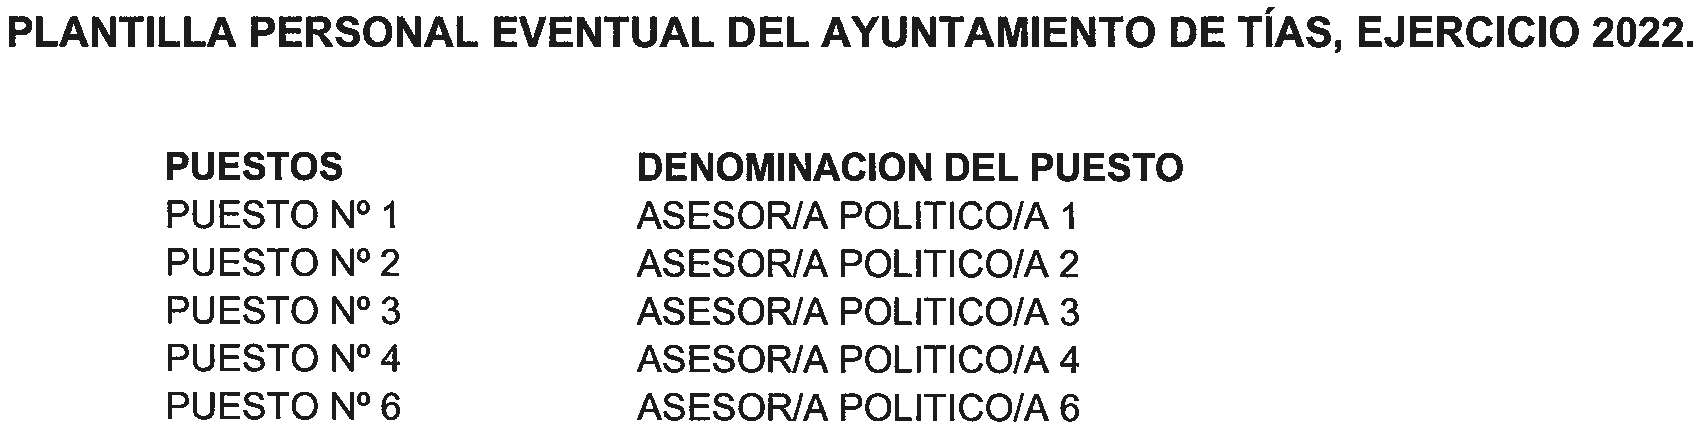 PLANTILLA PERSONAL EVENTUAL DEL AYUNTAMIENTO DE TÍAS, EJERCICIO 2022.
PUESTOS DENOMINACION DEL PUESTO
PUESTO Nº 1 ASESOR/A POLITICO/A 1
PUESTO Nº 2 ASESOR/A POLITICO/A 2
PUESTO Nº 3 ASESOR/A POLITICO/A 3
PUESTO Nº 4 ASESOR/A POLITICO/A 4
PUESTO Nº 6 ASESOR/A POLITICO/A 6